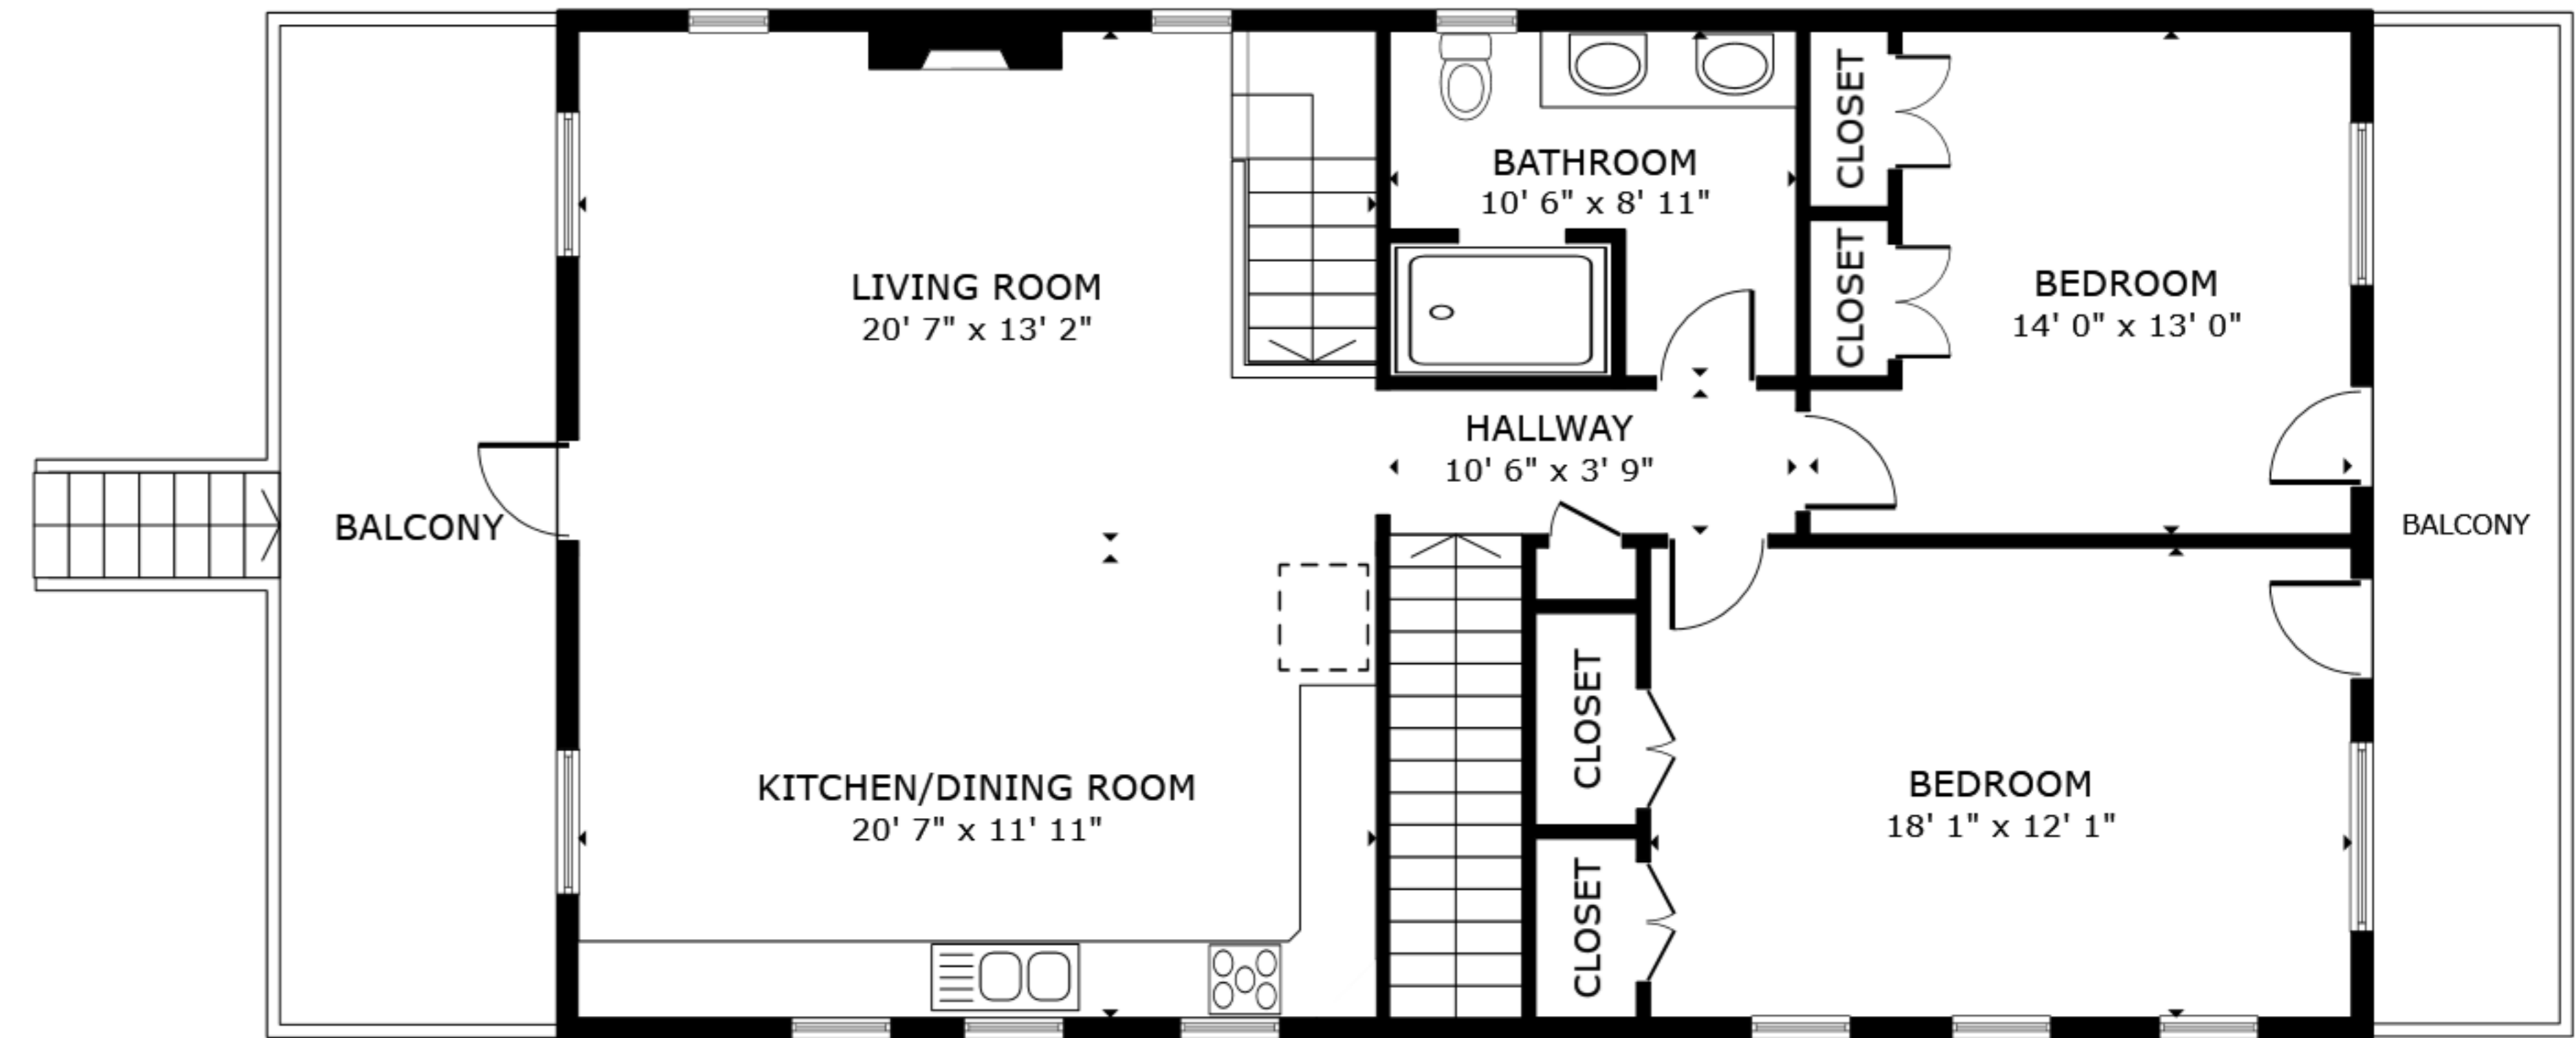 CLOSET
BATHROOM
10' 6" x 8' 11"
CLOSET
LIVING ROOM
20' 7" x 13' 2"
BEDROOM
14' 0" x 13' 0"
HALLWAY
10' 6" x 3' 9"
BALCONY
BALCONY
CLOSET
KITCHEN/DINING ROOM
20' 7" x 11' 11"
BEDROOM
18' 1" x 12' 1"
CLOSET